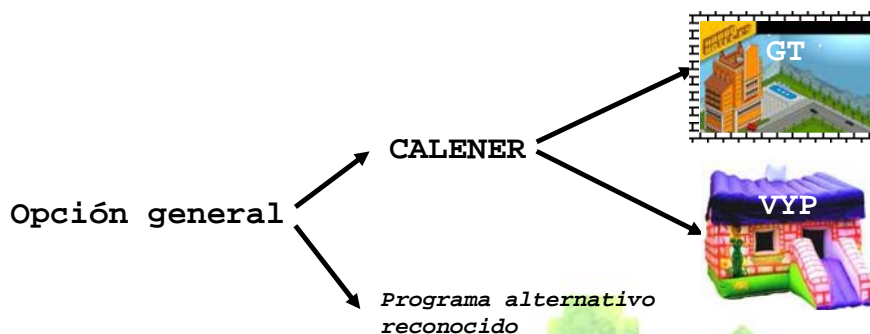 GT
CALENER
VYP
Opción general
Programa alternativo
reconocido